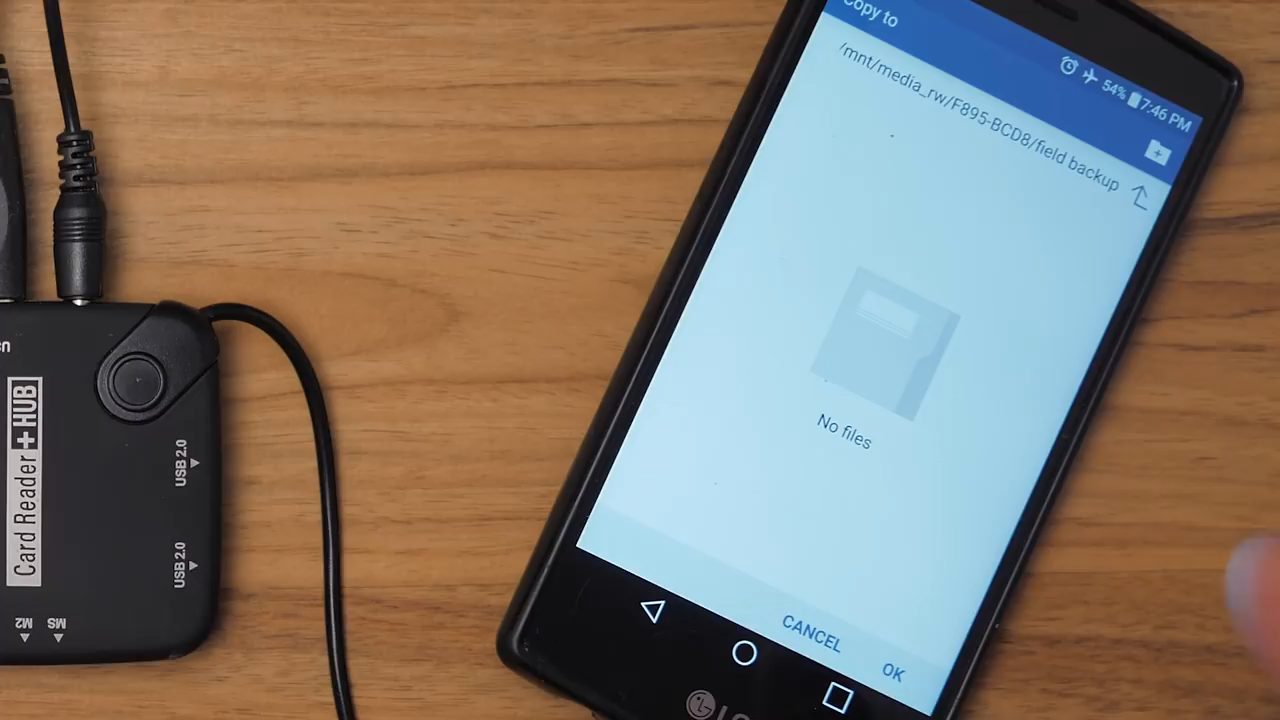 Copy to
54% 7:46 PM
/mnt/media_rw/F895-BCD8/field backup
No files
CANCEL
OK
LG
Card Reader + HUB
USB 2.0
USB 2.0
M2
MS